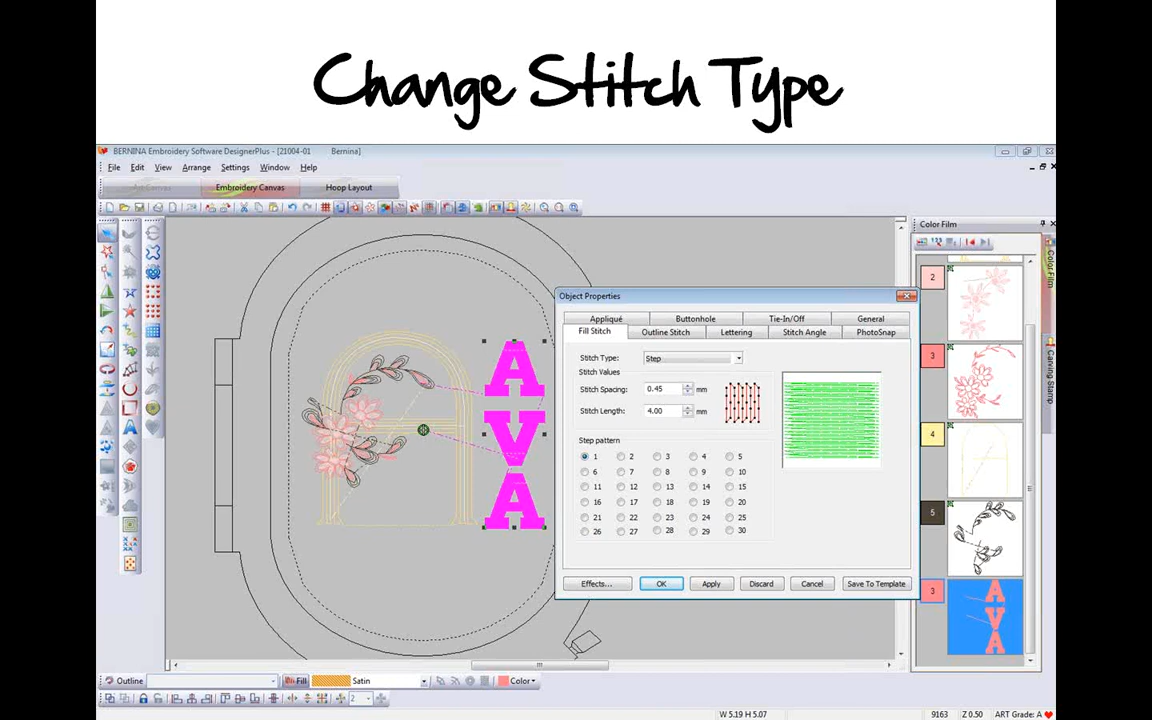 Change Stitch Type
BERNINA Embroidery Software DesignerPlus - [21004-01 Bernina]
File Edit View Arrange Settings Window Help
Embroidery Canvas Hoop Layout
Color Film
Object Properties
Appliqué Buttonhole Tie-In/Off General
Fill Stitch Outline Stitch Lettering Stitch Angle PhotoSnap
Stitch Type: Step
Stitch Values
Stitch Spacing: 0.45 mm
Stitch Length: 4.00 mm
Step pattern
1 2 3 4 5
6 7 8 9 10
11 12 13 14 15
16 17 18 19 20
21 22 23 24 25
26 27 28 29 30
Effects... OK Apply Discard Cancel Save To Template
A
V
A
2
3
4
5
3
A
V
A
Color Film
Carving Stamp
Outline Fill Satin Color
2
W 5.19 H 5.07 9163 Z 0.50 ART Grade: A